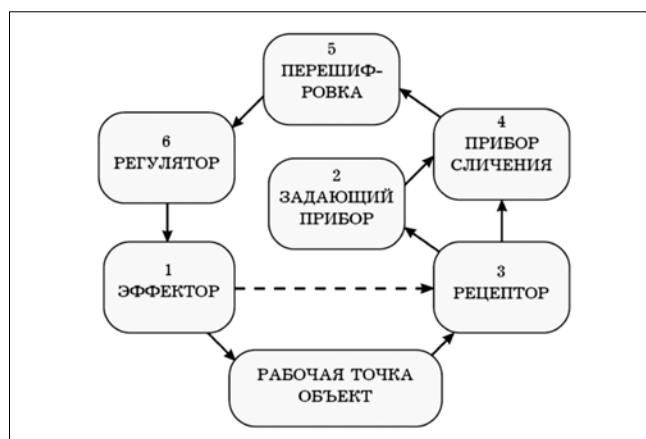 5
ПЕРЕШИФ-
РОВКА
4
ПРИБОР
СЛИЧЕНИЯ
6
РЕГУЛЯТОР
2
ЗАДАЮЩИЙ
ПРИБОР
1
ЭФФЕКТОР
3
РЕЦЕПТОР
РАБОЧАЯ ТОЧКА
ОБЪЕКТ